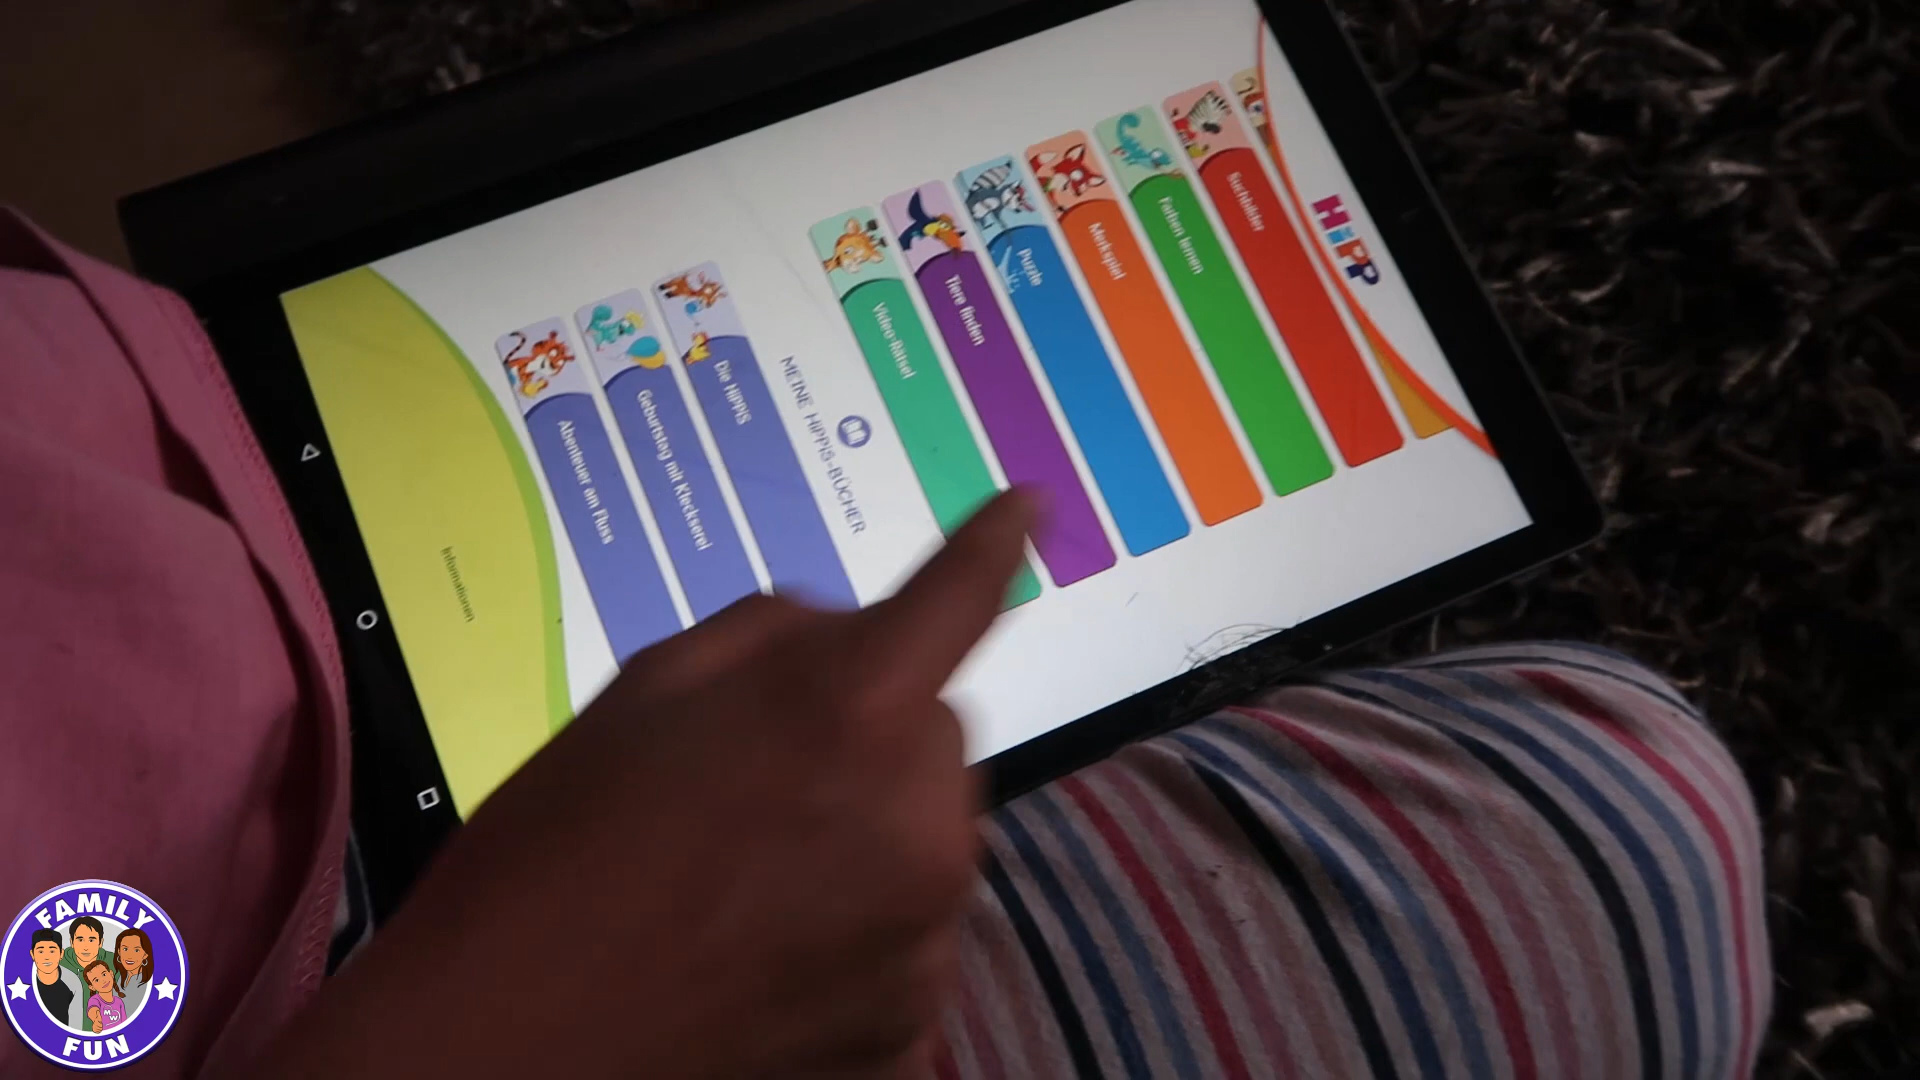 HiPP
Suchbilder
Farben lernen
Merkspiel
Puzzle
Tiere finden
Video-Rätsel
MEINE HiPPiS-BÜCHER
Die HiPPiS
Geburtstag mit Kleckserei
Abenteuer am Fluss
Informationen
FAMILY
FUN
M
W